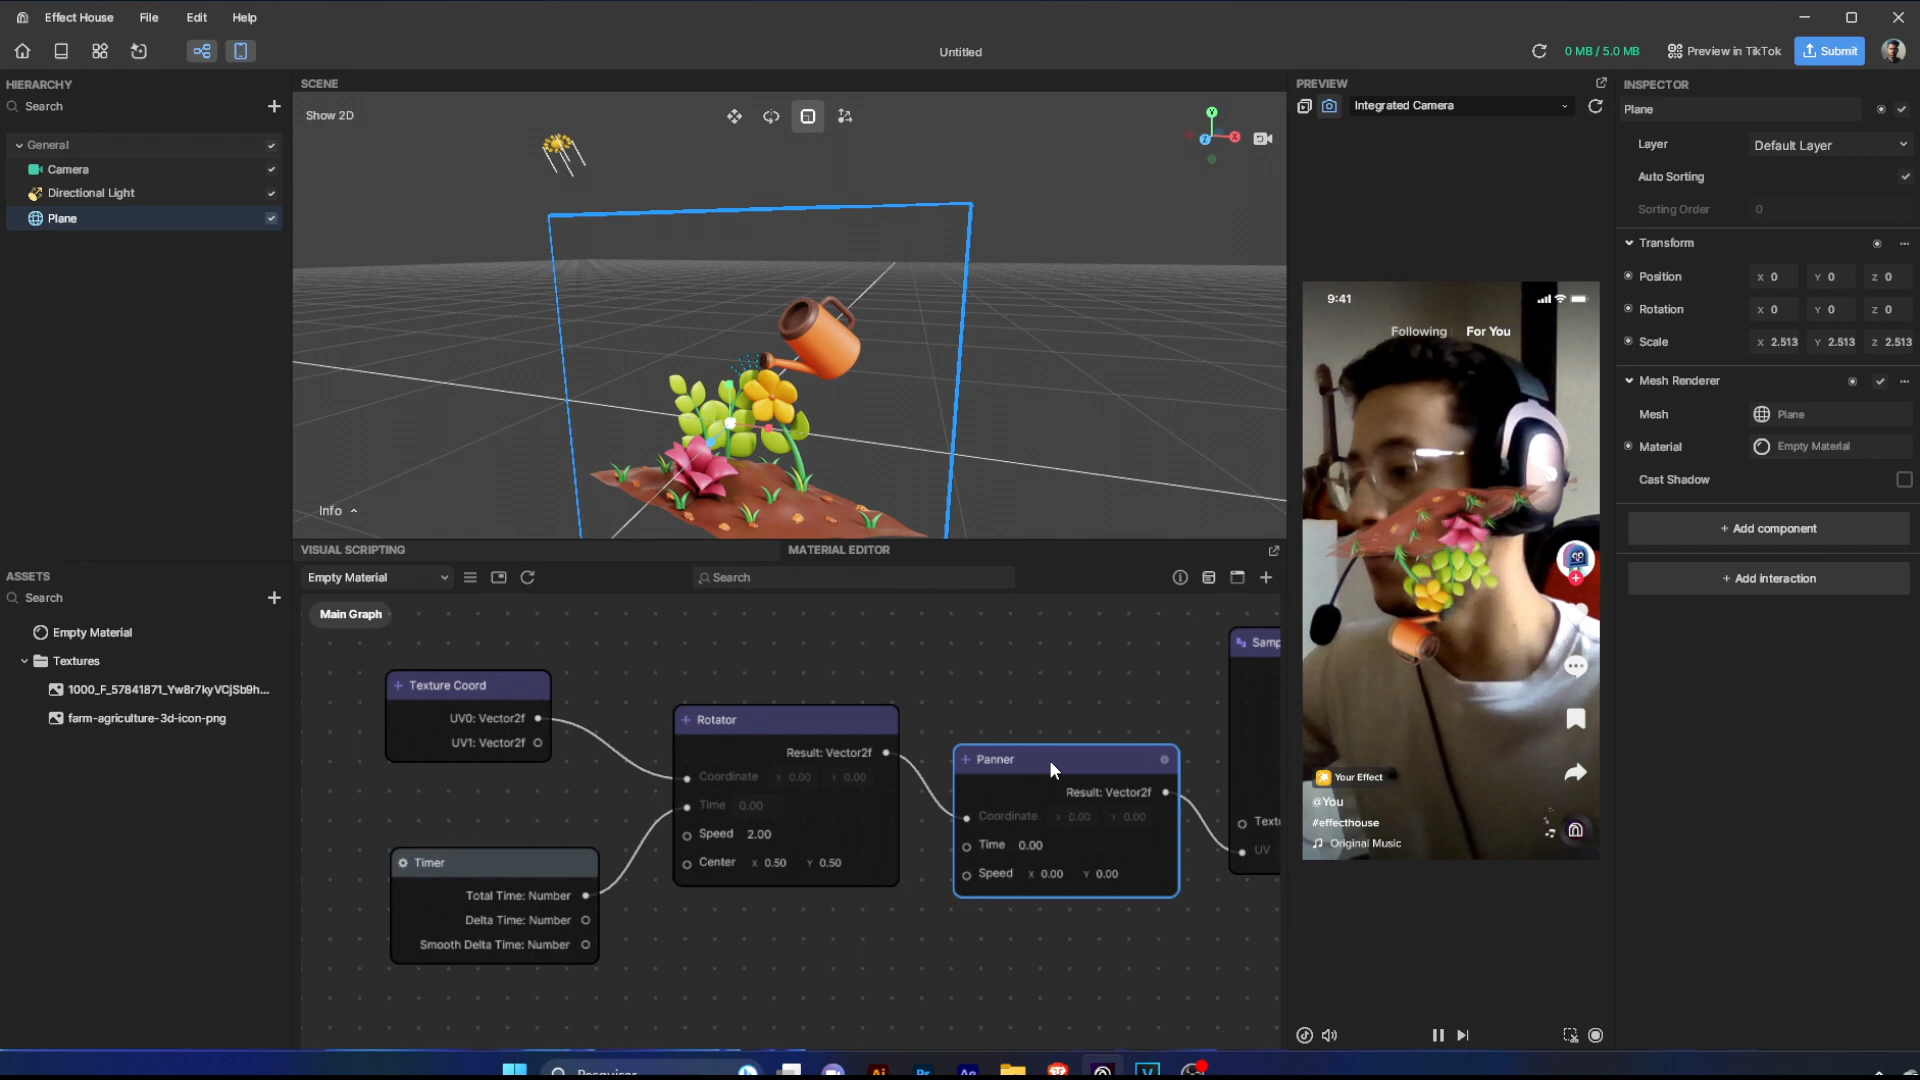 Effect House
File
Edit
Help
Untitled
0 MB / 5.0 MB
Preview in TikTok
Submit
HIERARCHY
Search
General
Camera
Directional Light
Plane
ASSETS
Search
Empty Material
Textures
1000_F_57841871_Yw8r7kyVCjSb9h...
farm-agriculture-3d-icon-png
SCENE
Show 2D
Y
X
Z
Info
VISUAL SCRIPTING
MATERIAL EDITOR
Empty Material
Search
Main Graph
Texture Coord
UV0: Vector2f
UV1: Vector2f
Timer
Total Time: Number
Delta Time: Number
Smooth Delta Time: Number
Rotator
Result: Vector2f
Coordinate X 0.00 Y 0.00
Time 0.00
Speed 2.00
Center X 0.50 Y 0.50
Panner
Result: Vector2f
Coordinate X 0.00 Y 0.00
Time 0.00
Speed X 0.00 Y 0.00
Samp
Textu
UV
PREVIEW
Integrated Camera
9:41
Following For You
Your Effect
@You
#effecthouse
Original Music
INSPECTOR
Plane
Layer Default Layer
Auto Sorting
Sorting Order 0
Transform
Position X 0 Y 0 Z 0
Rotation X 0 Y 0 Z 0
Scale X 2.513 Y 2.513 Z 2.513
Mesh Renderer
Mesh Plane
Material Empty Material
Cast Shadow
+ Add component
+ Add interaction
Pesquisar
Ai
Ps
Ae
V